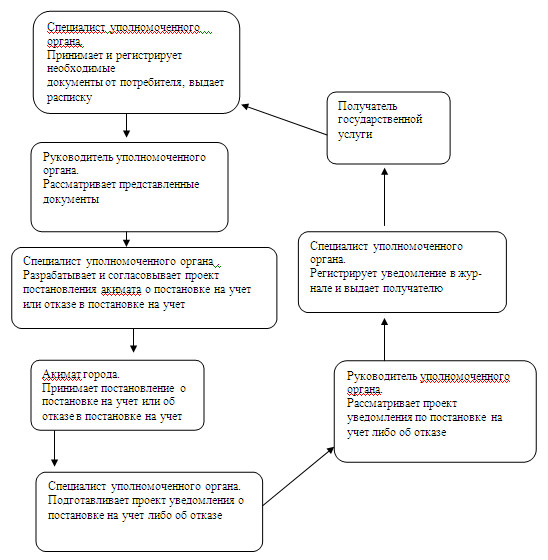 Специалист уполномоченного
органа.
Принимает и регистрирует
необходимые
документы от потребителя, выдает
расписку
Руководитель уполномоченного
органа.
Рассматривает представленные
документы
Специалист уполномоченного органа.
Разрабатывает и согласовывает проект
постановления акимата о постановке на учет
или отказе в постановке на учет
Акимат города.
Принимает постановление о
постановке на учет или об
отказе в постановке на учет
Специалист уполномоченного органа.
Подготавливает проект уведомления о
постановке на учет либо об отказе
Руководитель уполномоченного
органа.
Рассматривает проект
уведомления по постановке на
учет либо об отказе
Специалист уполномоченного
органа.
Регистрирует уведомление в жур-
нале и выдает получателю
Получатель
государственной
услуги